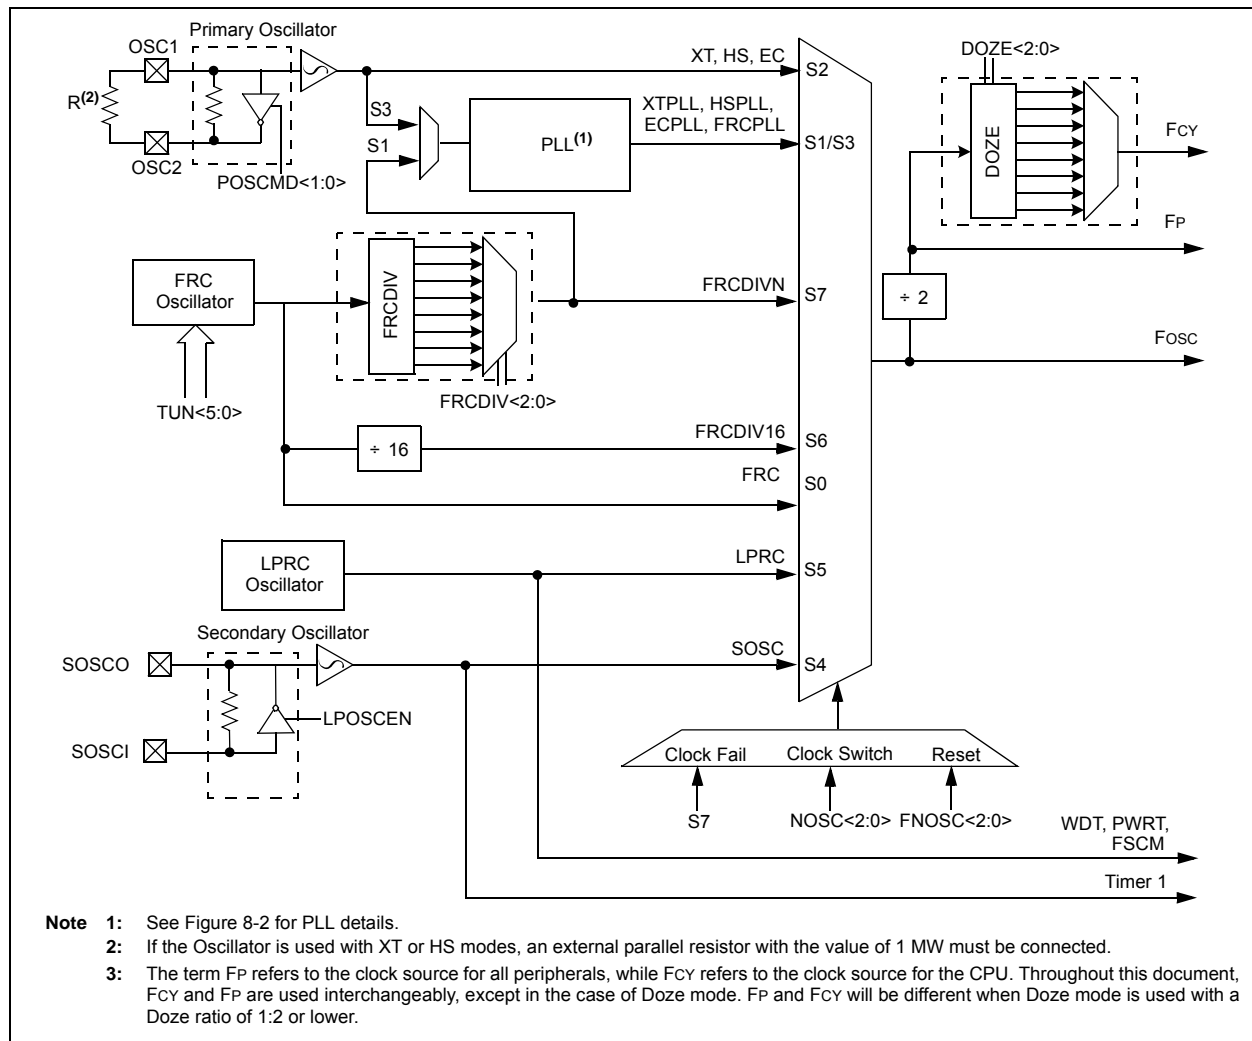 Primary Oscillator
OSC1
R(2)
OSC2
POSCMD<1:0>
S3
S1
PLL(1)
XT, HS, EC
S2
XTPLL, HSPLL,
ECPLL, FRCPLL
S1/S3
DOZE<2:0>
DOZE
FCY
FP
÷ 2
FOSC
FRC
Oscillator
TUN<5:0>
FRCDIV
FRCDIV<2:0>
FRCDIVN
S7
÷ 16
FRCDIV16
S6
FRC
S0
LPRC
Oscillator
LPRC
S5
Secondary Oscillator
SOSCO
SOSCI
LPOSCEN
SOSC
S4
Clock Fail
Clock Switch
Reset
S7
NOSC<2:0>
FNOSC<2:0>
WDT, PWRT,
FSCM
Timer 1
Note 1: See Figure 8-2 for PLL details.
2: If the Oscillator is used with XT or HS modes, an external parallel resistor with the value of 1 MW must be connected.
3: The term FP refers to the clock source for all peripherals, while FCY refers to the clock source for the CPU. Throughout this document,
FCY and FP are used interchangeably, except in the case of Doze mode. FP and FCY will be different when Doze mode is used with a
Doze ratio of 1:2 or lower.